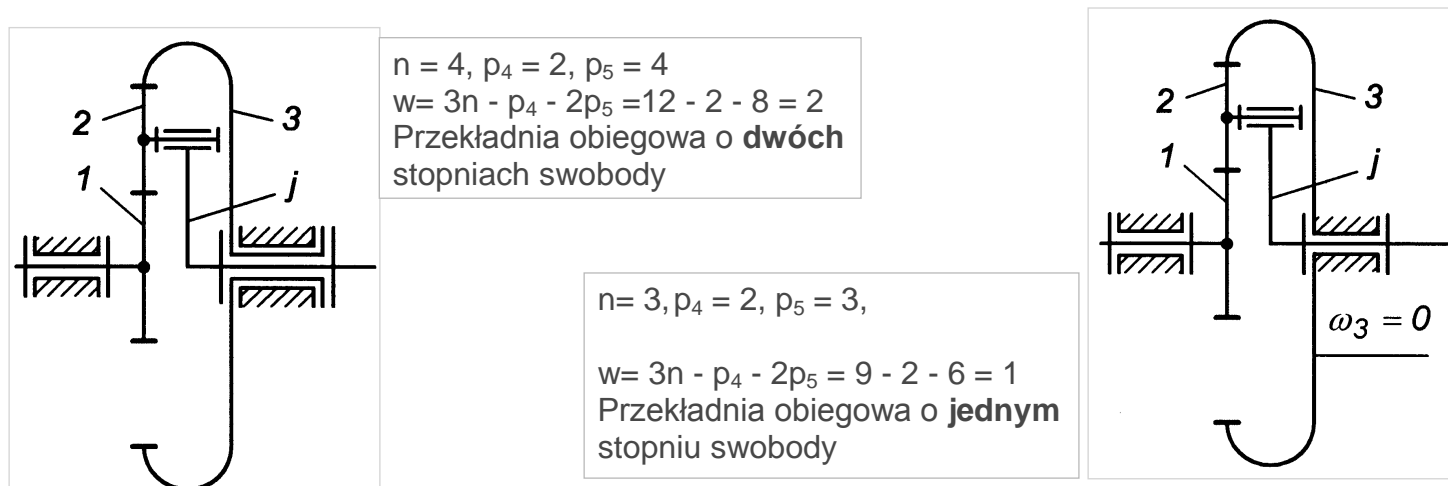 2
3
1
j
n = 4, p₄ = 2, p₅ = 4
w= 3n - p₄ - 2p₅ =12 - 2 - 8 = 2
Przekładnia obiegowa o dwóch
stopniach swobody
n= 3, p₄ = 2, p₅ = 3,
w= 3n - p₄ - 2p₅ = 9 - 2 - 6 = 1
Przekładnia obiegowa o jednym
stopniu swobody
2
3
1
j
ω₃ = 0